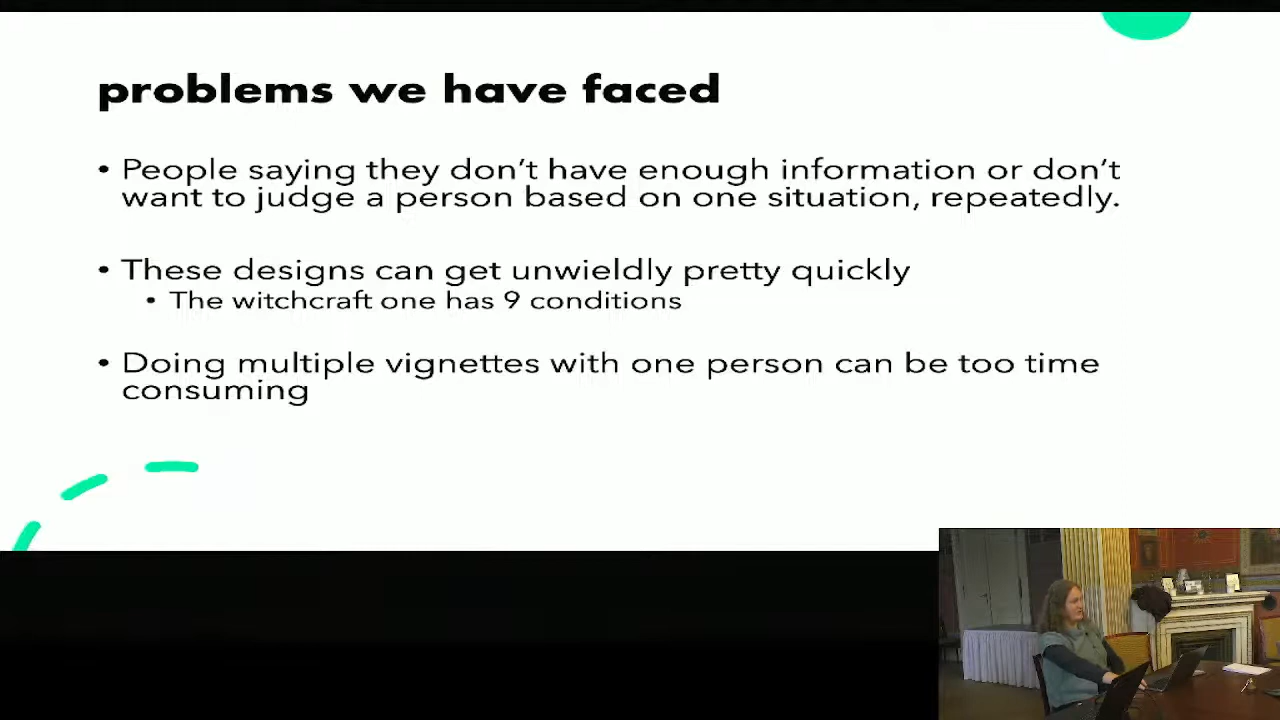 problems we have faced
• People saying they don't have enough information or don't
want to judge a person based on one situation, repeatedly.
• These designs can get unwieldly pretty quickly
• The witchcraft one has 9 conditions
• Doing multiple vignettes with one person can be too time
consuming